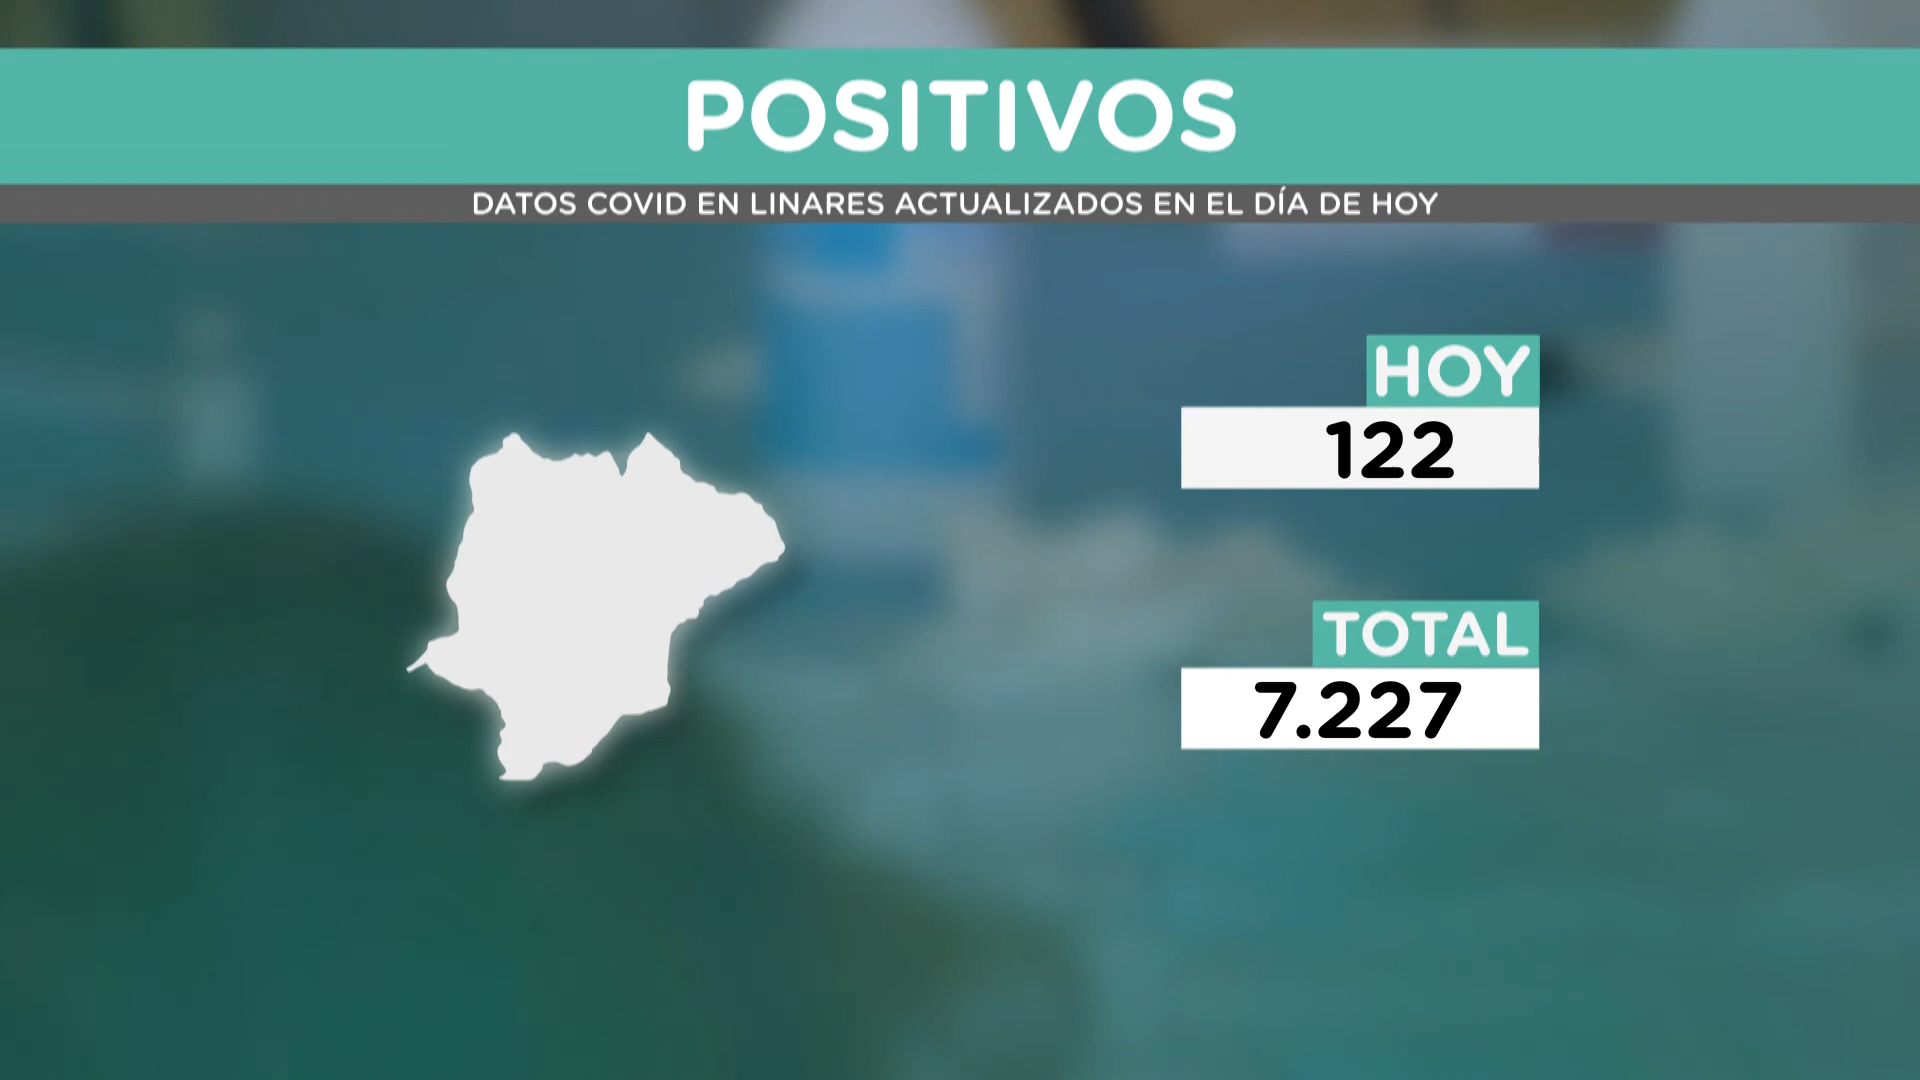 POSITIVOS
DATOS COVID EN LINARES ACTUALIZADOS EN EL DÍA DE HOY
HOY
122
TOTAL
7.227